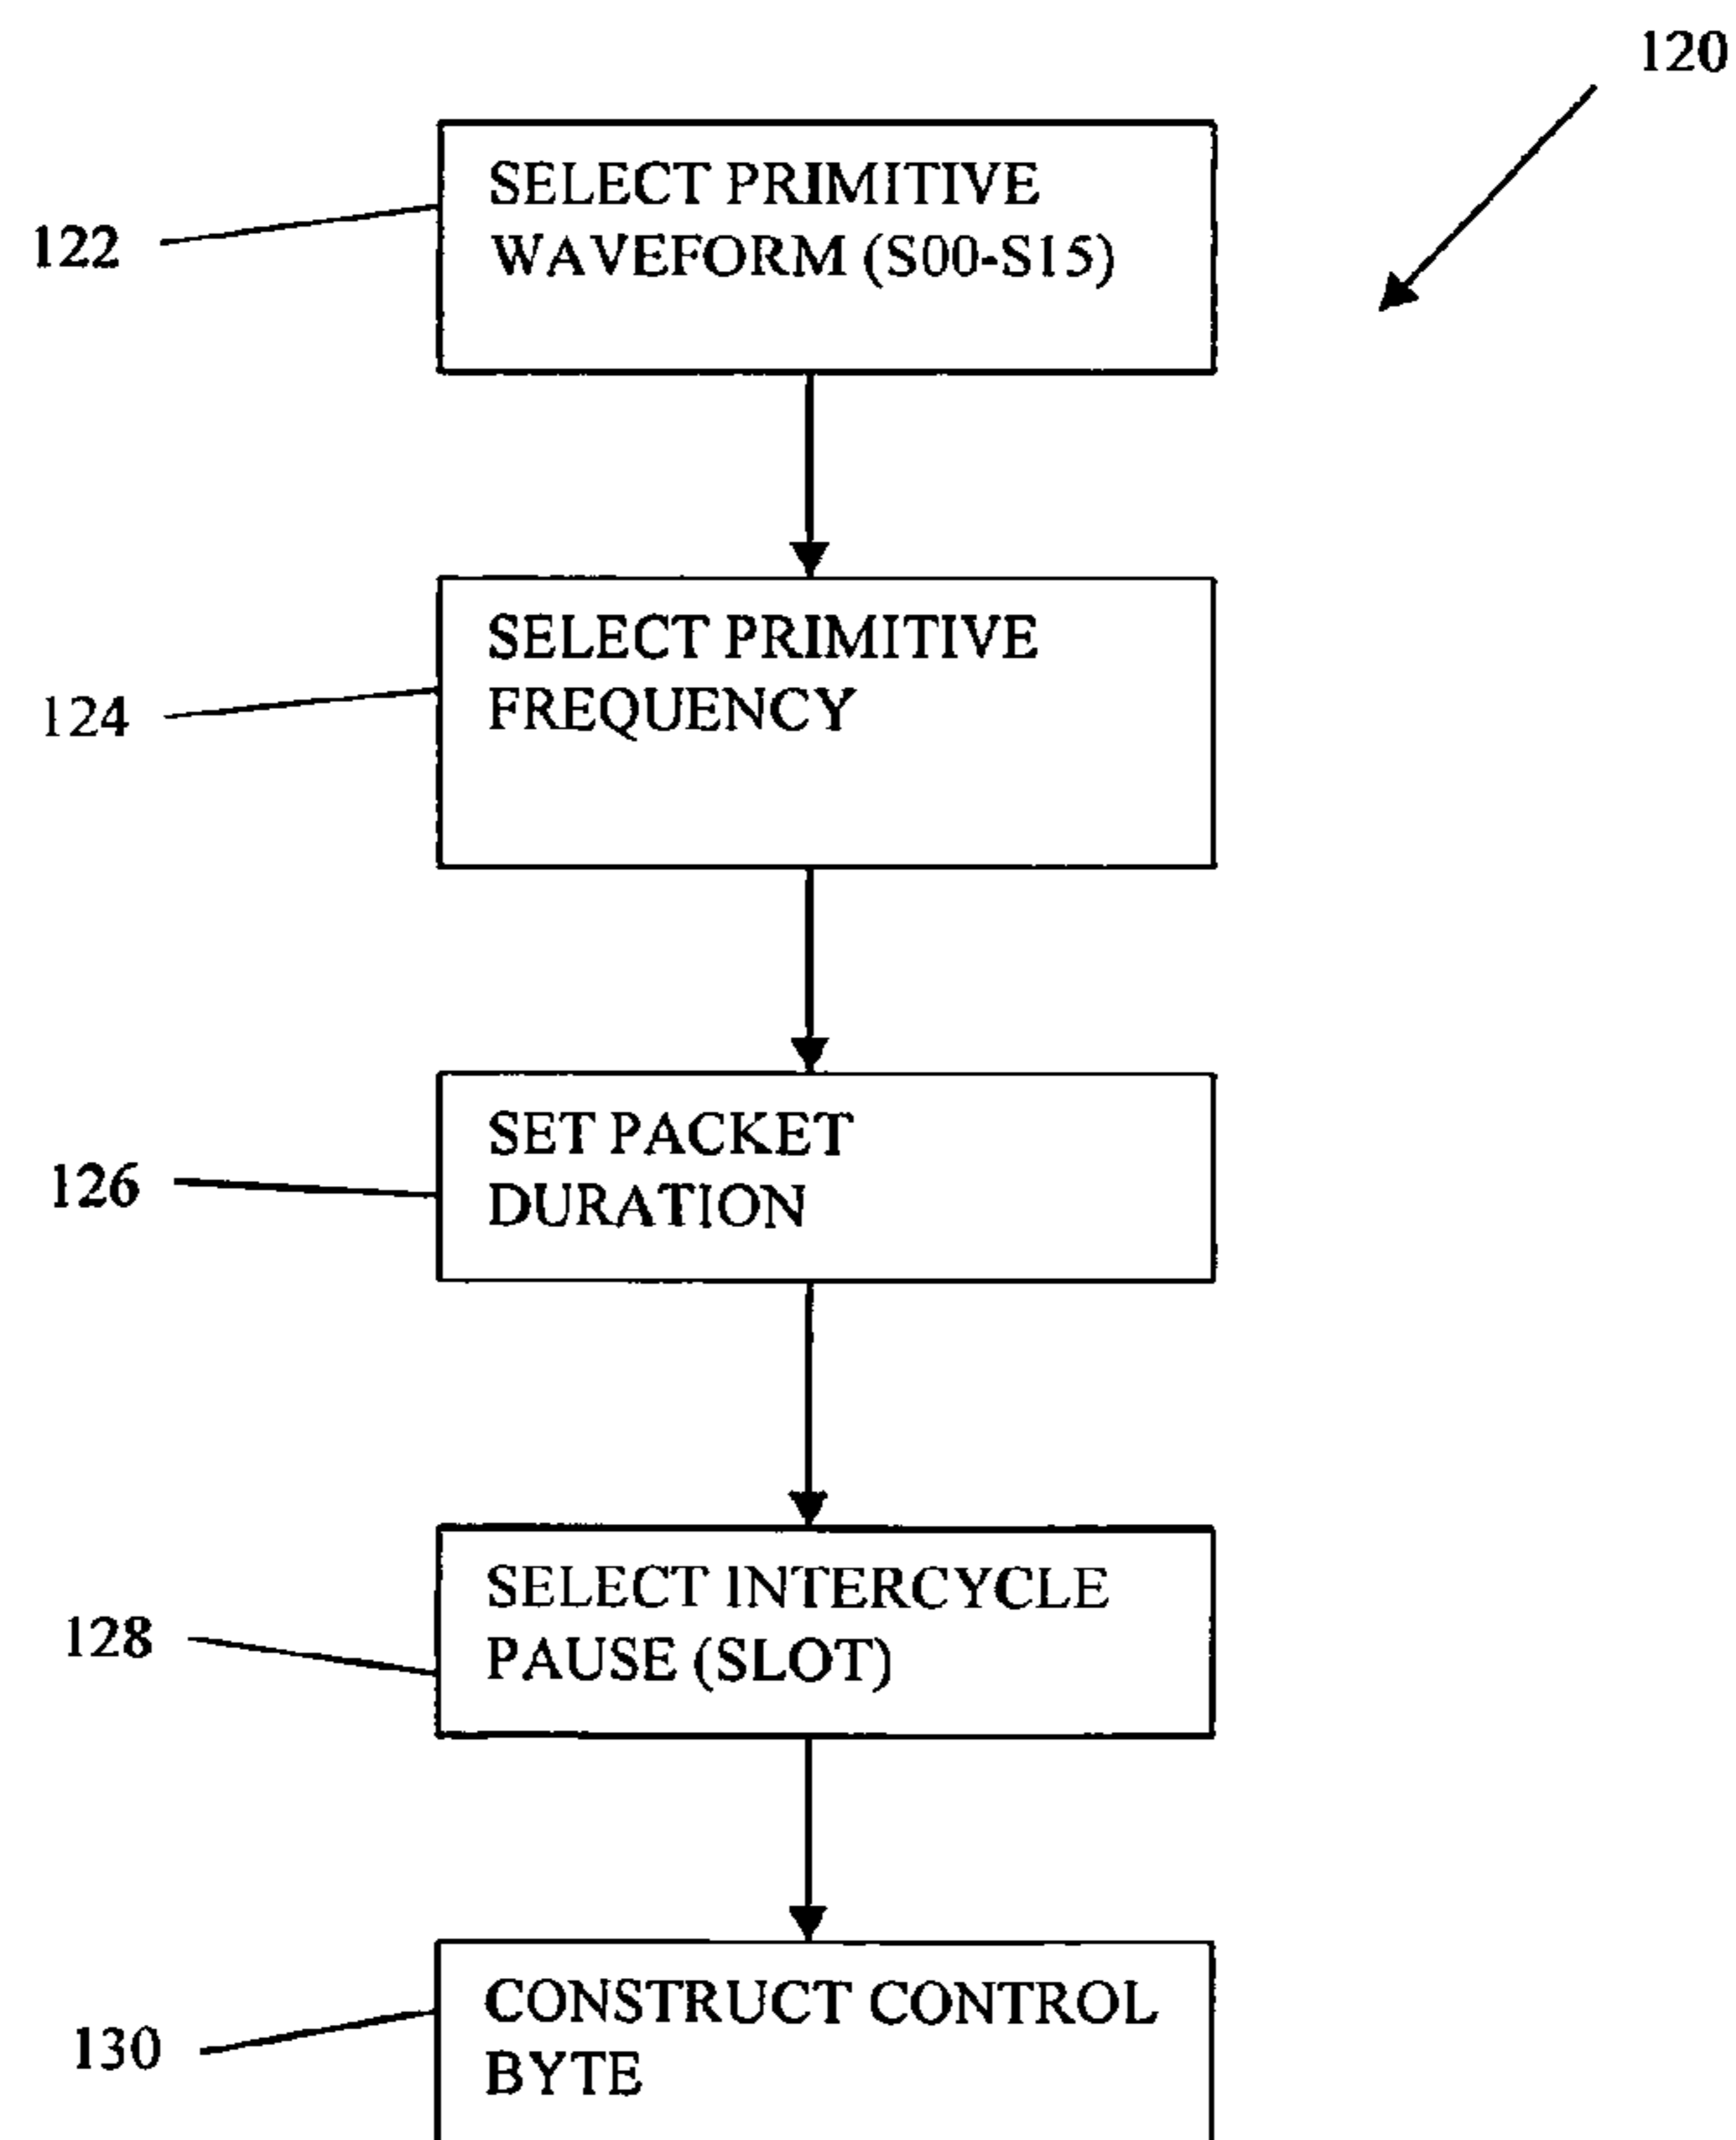 120
SELECT PRIMITIVE
WAVEFORM (S00-S15)
122
SELECT PRIMITIVE
FREQUENCY
124
SET PACKET
DURATION
126
SELECT INTERCYCLE
PAUSE (SLOT)
128
CONSTRUCT CONTROL
BYTE
130